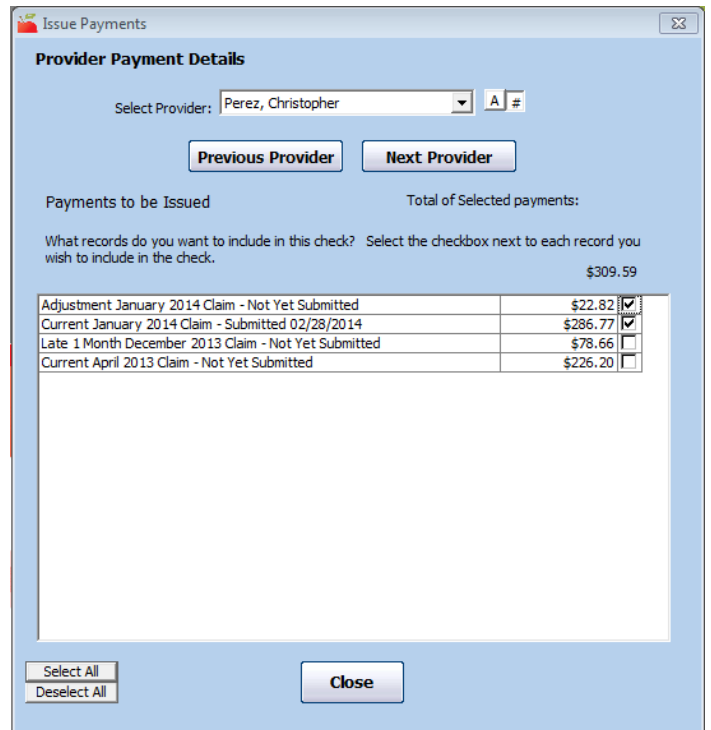 Issue Payments
Provider Payment Details
Select Provider: Perez, Christopher A #
Previous Provider Next Provider
Payments to be Issued Total of Selected payments:
What records do you want to include in this check? Select the checkbox next to each record you
wish to include in the check.
$309.59
Adjustment January 2014 Claim - Not Yet Submitted $22.82
Current January 2014 Claim - Submitted 02/28/2014 $286.77
Late 1 Month December 2013 Claim - Not Yet Submitted $78.66
Current April 2013 Claim - Not Yet Submitted $226.20
Select All
Deselect All
Close